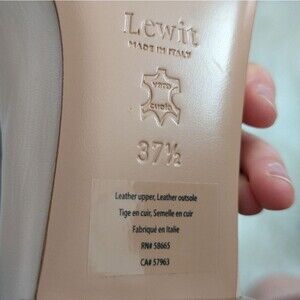 Lewit
MADE IN ITALY
VERO
cuoio
37½
Leather upper, Leather outsole
Tige en cuir, Semelle en cuir
Fabriqué en Italie
RN# 58665
CA# 57963